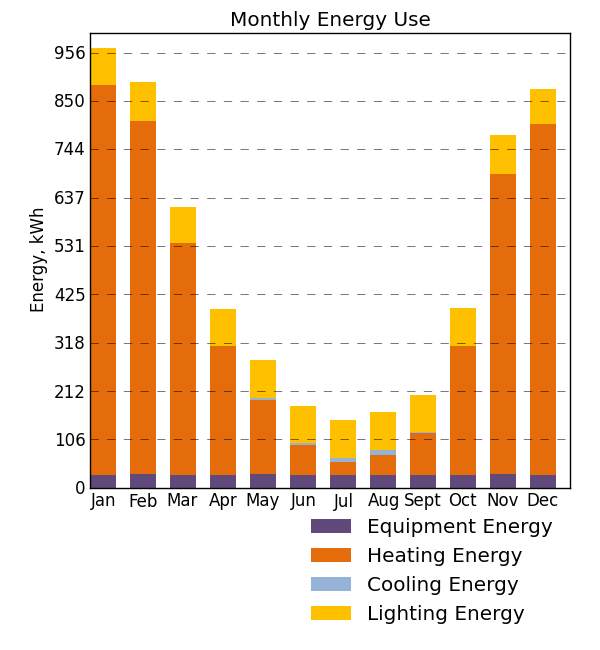 Monthly Energy Use
956
850
744
637
531
425
318
212
106
0
Energy, kWh
Jan Feb Mar Apr May Jun Jul Aug Sept Oct Nov Dec
Equipment Energy
Heating Energy
Cooling Energy
Lighting Energy